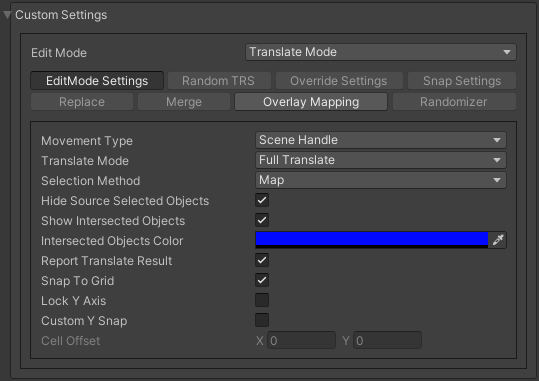 Custom Settings
Edit Mode Translate Mode
EditMode Settings Random TRS Override Settings Snap Settings
Replace Merge Overlay Mapping Randomizer
Movement Type Scene Handle
Translate Mode Full Translate
Selection Method Map
Hide Source Selected Objects
Show Intersected Objects
Intersected Objects Color
Report Translate Result
Snap To Grid
Lock Y Axis
Custom Y Snap
Cell Offset X 0 Y 0